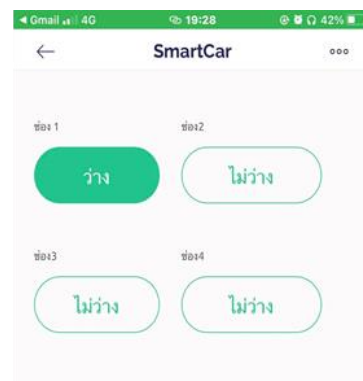 Gmail 4G 19:28 42%
SmartCar
ช่อง 1 ช่อง2
ว่าง ไม่ว่าง
ช่อง3 ช่อง4
ไม่ว่าง ไม่ว่าง